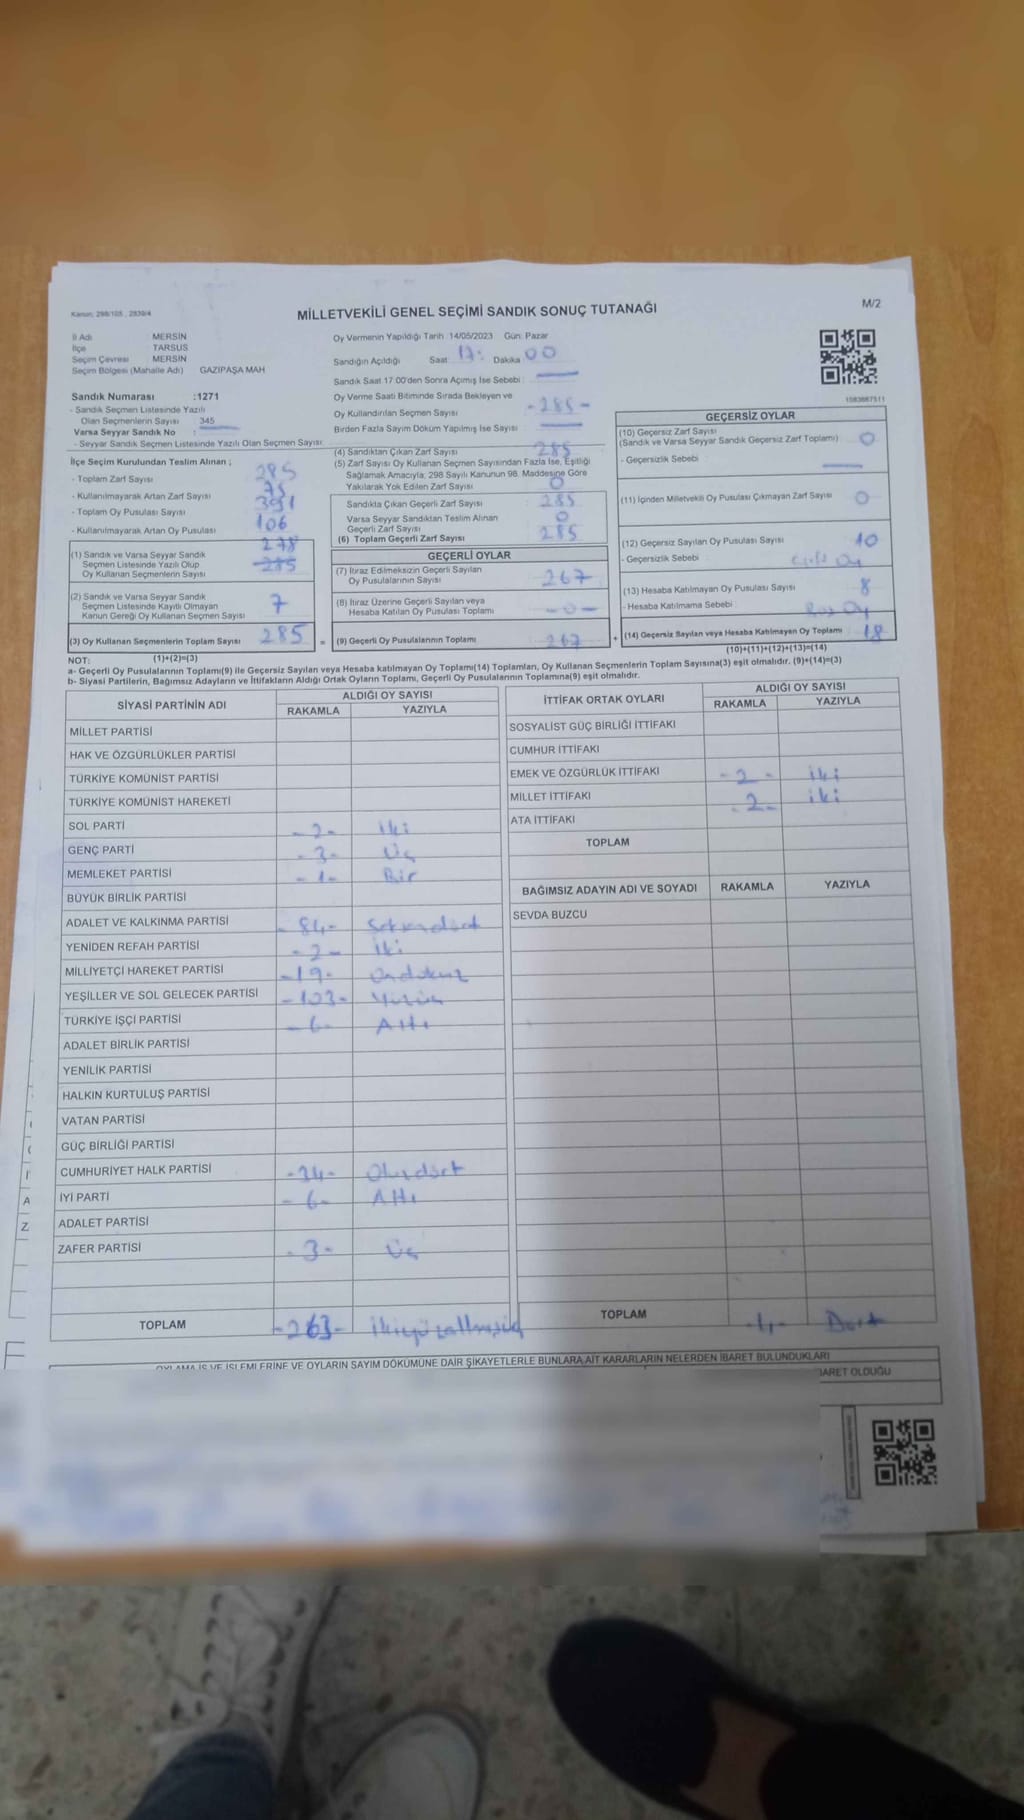 Kanun: 298/105 , 2839/4
MİLLETVEKİLİ GENEL SEÇİMİ SANDIK SONUÇ TUTANAĞI
M/2
İl Adı MERSİN
İlçe TARSUS
Seçim Çevresi MERSİN
Seçim Bölgesi (Mahalle Adı) GAZİPAŞA MAH
Sandık Numarası :1271
- Sandık Seçmen Listesinde Yazılı
Olan Seçmenlerin Sayısı 345
Varsa Seyyar Sandık No :
- Seyyar Sandık Seçmen Listesinde Yazılı Olan Seçmen Sayısı:
Oy Vermenin Yapıldığı Tarih :14/05/2023 Gün: Pazar
Sandığın Açıldığı Saat 17: Dakika 00
Sandık Saat 17 00'den Sonra Açımış İse Sebebi :
Oy Verme Saati Bitiminde Sırada Bekleyen ve
Oy Kullandırılan Seçmen Sayısı -285-
Birden Fazla Sayım Döküm Yapılmış İse Sayısı
1083887511
İlçe Seçim Kurulundan Teslim Alınan ;
- Toplam Zarf Sayısı 285
- Kullanılmayarak Artan Zarf Sayısı 75
- Toplam Oy Pusulası Sayısı 391
- Kullanılmayarak Artan Oy Pusulası 106
(1) Sandık ve Varsa Seyyar Sandık
Seçmen Listesinde Yazılı Olup
Oy Kullanan Seçmenlerin Sayısı 278
285
(2) Sandık ve Varsa Seyyar Sandık
Seçmen Listesinde Kayıtlı Olmayan
Kanun Gereği Oy Kullanan Seçmen Sayısı 7
(3) Oy Kullanan Seçmenlerin Toplam Sayısı 285 =
(1)+(2)=(3)
(4) Sandıktan Çıkan Zarf Sayısı 285
(5) Zarf Sayısı Oy Kullanan Seçmen Sayısından Fazla İse, Eşitliği
Sağlamak Amacıyla, 298 Sayılı Kanunun 98. Maddesine Göre
Yakılarak Yok Edilen Zarf Sayısı 0
Sandıkta Çıkan Geçerli Zarf Sayısı 285
Varsa Seyyar Sandıktan Teslim Alınan
Geçerli Zarf Sayısı 0
(6) Toplam Geçerli Zarf Sayısı 285
GEÇERLİ OYLAR
(7) İtiraz Edilmeksizin Geçerli Sayılan
Oy Pusulalarının Sayısı 267
(8) İtiraz Üzerine Geçerli Sayılan veya
Hesaba Katılan Oy Pusulası Toplamı -0-
(9) Geçerli Oy Pusulalarının Toplamı 267 +
GEÇERSİZ OYLAR
(10) Geçersiz Zarf Sayısı
(Sandık ve Varsa Seyyar Sandık Geçersiz Zarf Toplamı) 0
- Geçersizlik Sebebi
(11) İçinden Milletvekili Oy Pusulası Çıkmayan Zarf Sayısı 0
(12) Geçersiz Sayılan Oy Pusulası Sayısı 10
- Geçersizlik Sebebi Çift Oy
(13) Hesaba Katılmayan Oy Pusulası Sayısı 8
- Hesaba Katılmama Sebebi Boş Oy
(14) Geçersiz Sayılan veya Hesaba Katılmayan Oy Toplamı 18
(10)+(11)+(12)+(13)=(14)
NOT:
a- Geçerli Oy Pusulalarının Toplamı(9) ile Geçersiz Sayılan veya Hesaba katılmayan Oy Toplamı(14) Toplamları, Oy Kullanan Seçmenlerin Toplam Sayısına(3) eşit olmalıdır. (9)+(14)=(3)
b- Siyasi Partilerin, Bağımsız Adayların ve İttifakların Aldığı Ortak Oyların Toplamı, Geçerli Oy Pusulalarının Toplamına(9) eşit olmalıdır.
SİYASİ PARTİNİN ADI ALDIĞI OY SAYISI
RAKAMLA YAZIYLA
MİLLET PARTİSİ
HAK VE ÖZGÜRLÜKLER PARTİSİ
TÜRKİYE KOMÜNİST PARTİSİ
TÜRKİYE KOMÜNİST HAREKETİ
SOL PARTİ -2- İki
GENÇ PARTİ -3- Üç
MEMLEKET PARTİSİ -1- Bir
BÜYÜK BİRLİK PARTİSİ
ADALET VE KALKINMA PARTİSİ -84- Seksendört
YENİDEN REFAH PARTİSİ -2- İki
MİLLİYETÇİ HAREKET PARTİSİ -19- Ondokuz
YEŞİLLER VE SOL GELECEK PARTİSİ -103- Yüzüç
TÜRKİYE İŞÇİ PARTİSİ -6- Altı
ADALET BİRLİK PARTİSİ
YENİLİK PARTİSİ
HALKIN KURTULUŞ PARTİSİ
VATAN PARTİSİ
GÜÇ BİRLİĞİ PARTİSİ
CUMHURİYET HALK PARTİSİ -34- Otuzdört
İYİ PARTİ -6- Altı
ADALET PARTİSİ
ZAFER PARTİSİ -3- Üç
TOPLAM -263- İkiyüzaltmışüç
İTTİFAK ORTAK OYLARI ALDIĞI OY SAYISI
RAKAMLA YAZIYLA
SOSYALİST GÜÇ BİRLİĞİ İTTİFAKI
CUMHUR İTTİFAKI
EMEK VE ÖZGÜRLÜK İTTİFAKI -2- İki
MİLLET İTTİFAKI -2- İki
ATA İTTİFAKI
TOPLAM
BAĞIMSIZ ADAYIN ADI VE SOYADI RAKAMLA YAZIYLA
SEVDA BUZCU
TOPLAM -4- Dört
OYLAMA İŞ VE İŞLEMLERİNE VE OYLARIN SAYIM DÖKÜMÜNE DAİR ŞİKAYETLERLE BUNLARA AİT KARARLARIN NELERDEN İBARET BULUNDUKLARI
BARET OLDUĞU